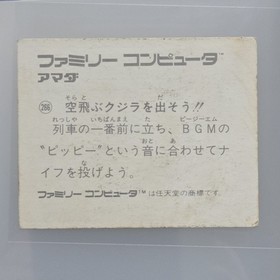 ファミリー コンピュータ™
アマダ
286 空飛ぶクジラを出そう!!
列車の一番前に立ち、BGMの
"ピッピー"という音に合わせてナ
イフを投げよう。
ファミリー コンピュータ™は任天堂の商標です。